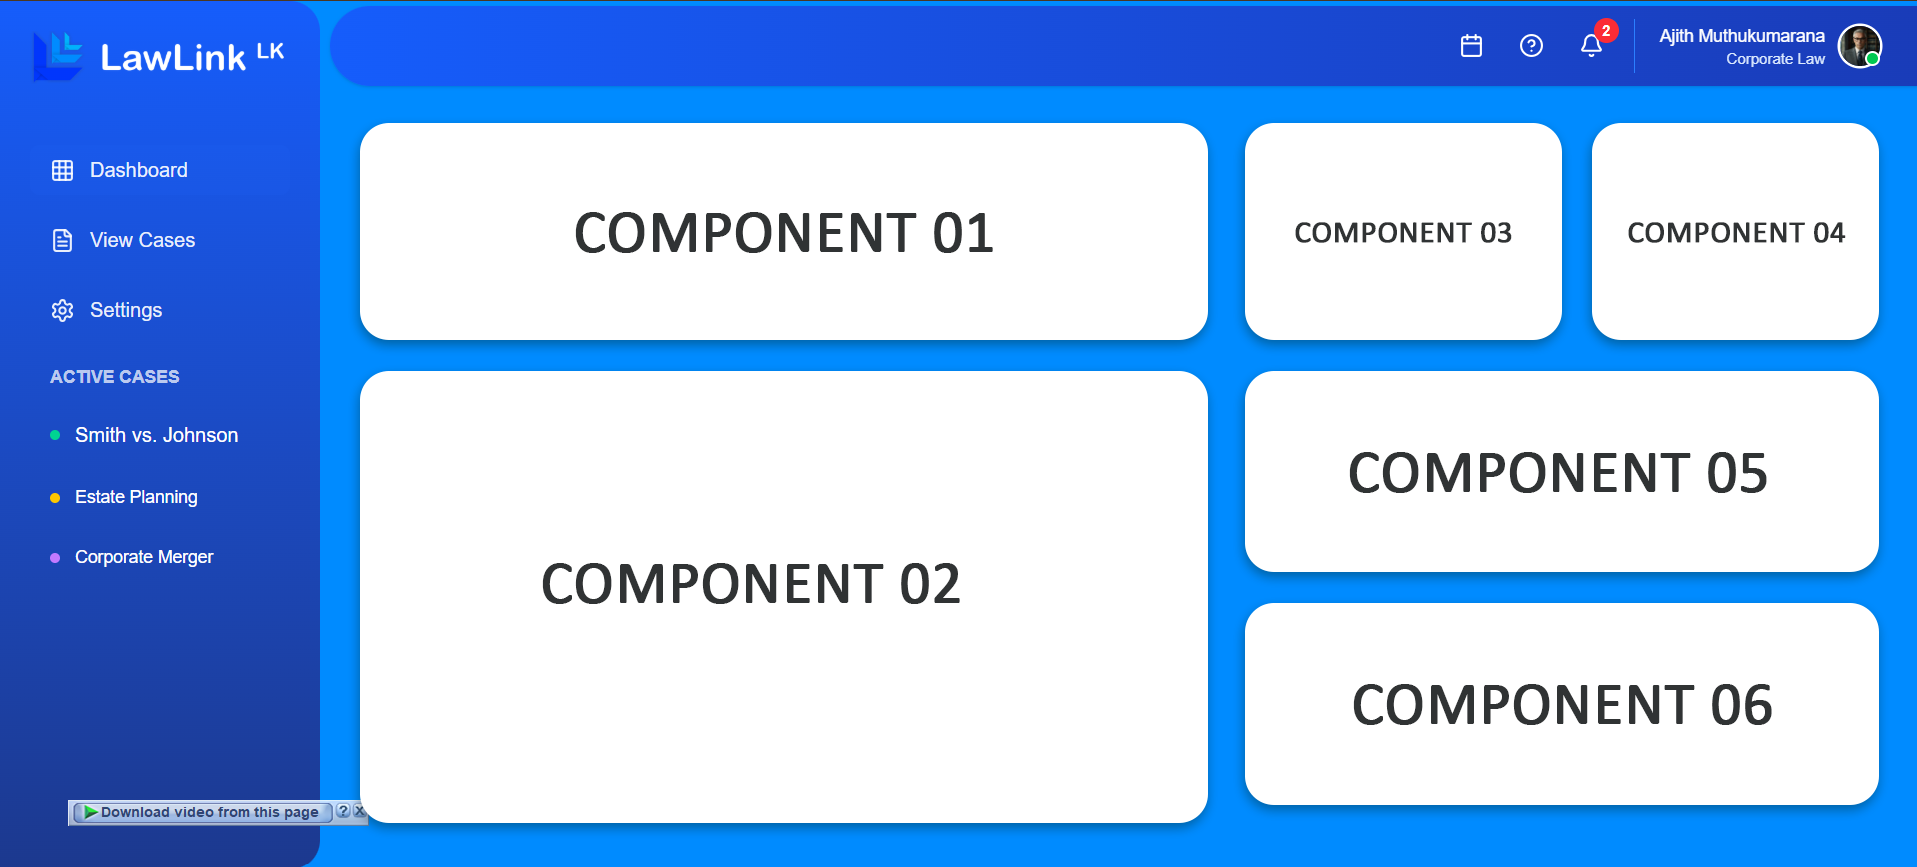 LawLink LK
2
Ajith Muthukumarana
Corporate Law
Dashboard
View Cases
Settings
ACTIVE CASES
Smith vs. Johnson
Estate Planning
Corporate Merger
Download video from this page ? X
COMPONENT 01
COMPONENT 03
COMPONENT 04
COMPONENT 02
COMPONENT 05
COMPONENT 06